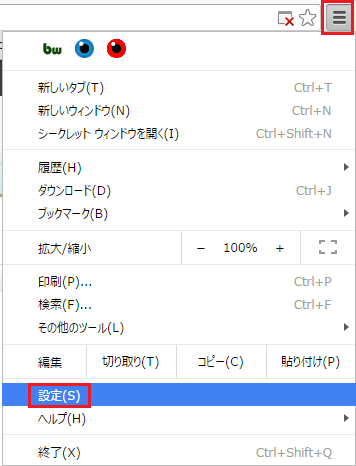 bw
新しいタブ(T) Ctrl+T
新しいウィンドウ(N) Ctrl+N
シークレット ウィンドウを開く(I) Ctrl+Shift+N
履歴(H)
ダウンロード(D) Ctrl+J
ブックマーク(B)
拡大/縮小 − 100% +
印刷(P)... Ctrl+P
検索(F)... Ctrl+F
その他のツール(L)
編集 切り取り(T) コピー(C) 貼り付け(P)
設定(S)
ヘルプ(H)
終了(X) Ctrl+Shift+Q